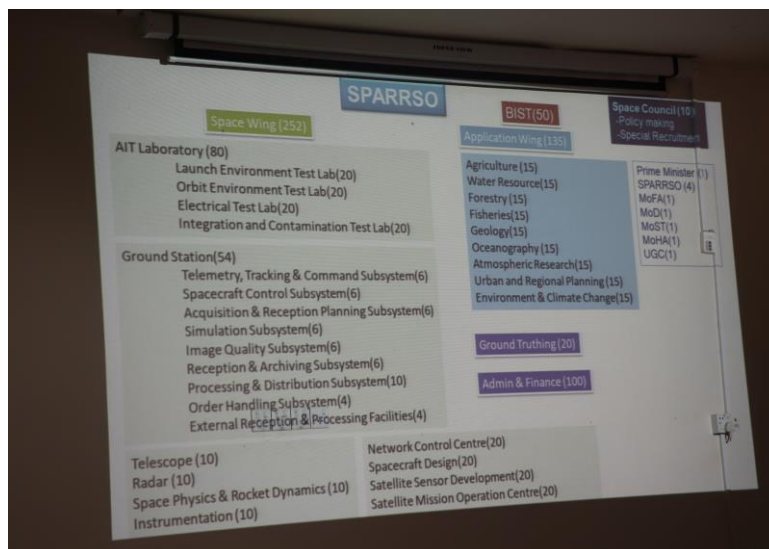 SPARRSO
Space Wing (252)
AIT Laboratory (80)
Launch Environment Test Lab(20)
Orbit Environment Test Lab(20)
Electrical Test Lab(20)
Integration and Contamination Test Lab(20)
Ground Station(54)
Telemetry, Tracking & Command Subsystem(6)
Spacecraft Control Subsystem(6)
Acquisition & Reception Planning Subsystem(6)
Simulation Subsystem(6)
Image Quality Subsystem(6)
Reception & Archiving Subsystem(6)
Processing & Distribution Subsystem(10)
Order Handling Subsystem(4)
External Reception & Processing Facilities(4)
Telescope (10)
Radar (10)
Space Physics & Rocket Dynamics (10)
Instrumentation (10)
Network Control Centre(20)
Spacecraft Design(20)
Satellite Sensor Development(20)
Satellite Mission Operation Centre(20)
BIST(50)
Application Wing (135)
Agriculture (15)
Water Resource(15)
Forestry (15)
Fisheries(15)
Geology(15)
Oceanography (15)
Atmospheric Research(15)
Urban and Regional Planning (15)
Environment & Climate Change(15)
Ground Truthing (20)
Admin & Finance (100)
Space Council (10)
-Policy making
-Special Recruitment
Prime Minister (1)
SPARRSO (4)
MoFA(1)
MoD(1)
MoST(1)
MoHA(1)
UGC(1)